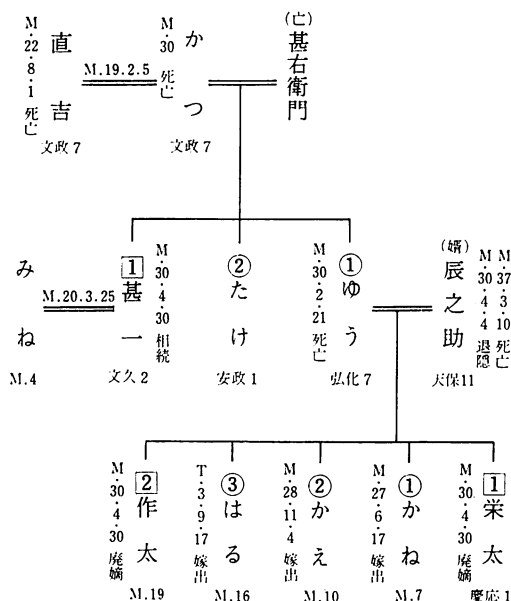 (亡)甚右衛門
かつ
M・30 死亡
文政7
M.19.2.5
直吉
M・22・8・1 死亡
文政7
(婿)辰之助
M・37・3・10 死亡
M・30・4・4 退隠
天保11
①ゆう
M・30・2・21 死亡
弘化7
②たけ
安政1
1甚一
M・30・4・30 相続
文久2
M.20.3.25
みね
M.4
1栄太
M・30・4・30 廃嫡
慶応1
①かね
M・27・6・17 嫁出
M.7
②かえ
M・28・11・4 嫁出
M.10
③はる
T・3・9・17 嫁出
M.16
2作太
M・30・4・30 廃嫡
M.19